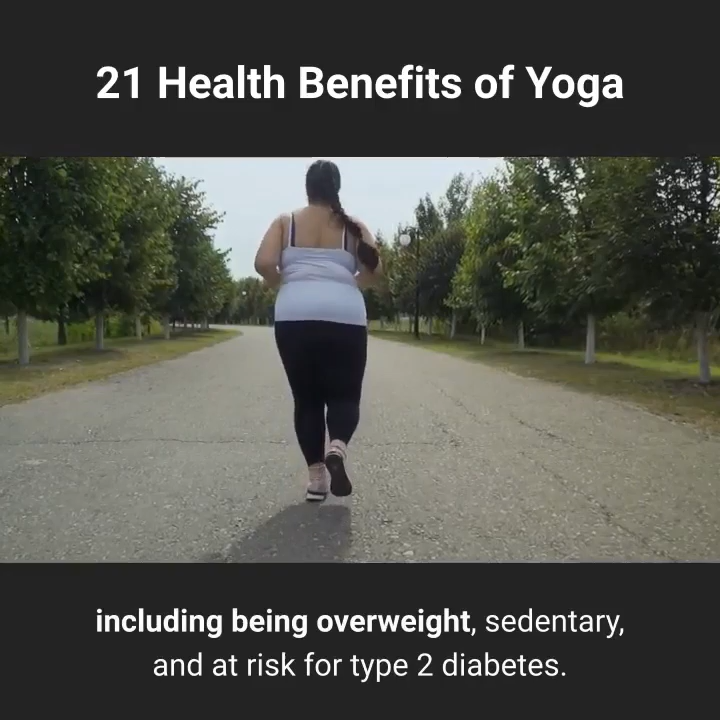 21 Health Benefits of Yoga
including being overweight, sedentary,
and at risk for type 2 diabetes.